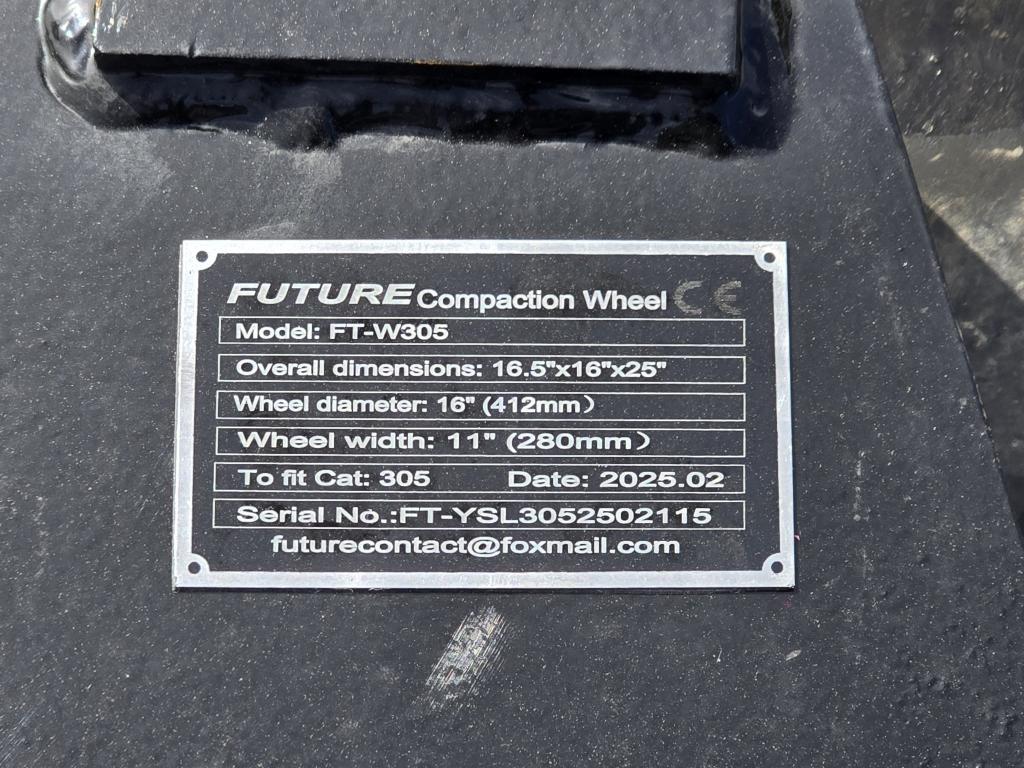 FUTURE Compaction Wheel CE
Model: FT-W305
Overall dimensions: 16.5"x16"x25"
Wheel diameter: 16" (412mm)
Wheel width: 11" (280mm)
To fit Cat: 305 Date: 2025.02
Serial No.:FT-YSL3052502115
futurecontact@foxmail.com